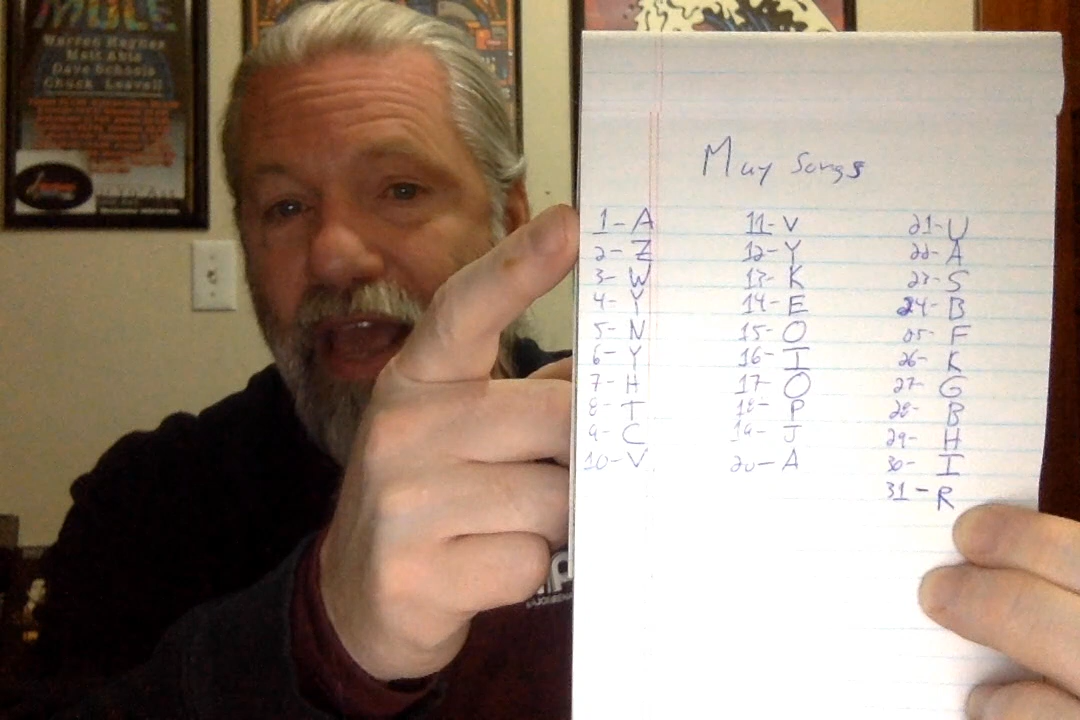 MULE
Warren Haynes
Matt Abts
Dave Schools
Chuck Leavell
May Songs
1-A
2-Z
3-W
4-Y
5-N
6-Y
7-H
8-T
9-C
10-V
11-V
12-Y
13-K
14-E
15-O
16-I
17-O
18-P
19-J
20-A
21-U
22-A
23-S
24-B
25-F
26-K
27-G
28-B
29-H
30-I
31-R